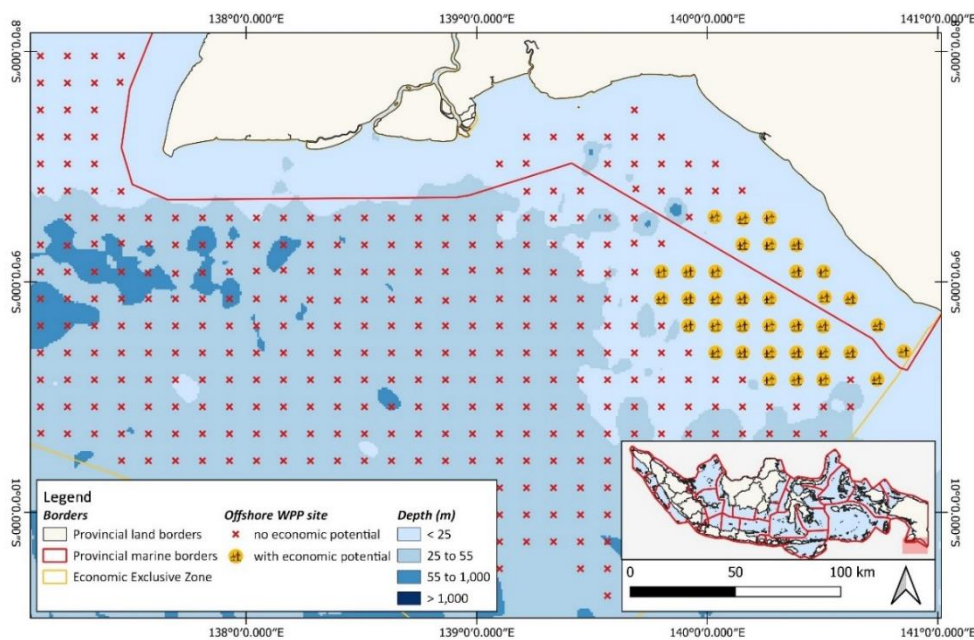 138°0'0.000"E 139°0'0.000"E 140°0'0.000"E 141°0'0.000"E
8°0'0.000"S 8°0'0.000"S
9°0'0.000"S 9°0'0.000"S
10°0'0.000"S 10°0'0.000"S
Legend
Borders
Provincial land borders
Provincial marine borders
Economic Exclusive Zone
Offshore WPP site
no economic potential
with economic potential
Depth (m)
< 25
25 to 55
55 to 1,000
> 1,000
0 50 100 km
138°0'0.000"E 139°0'0.000"E 140°0'0.000"E 141°0'0.000"E